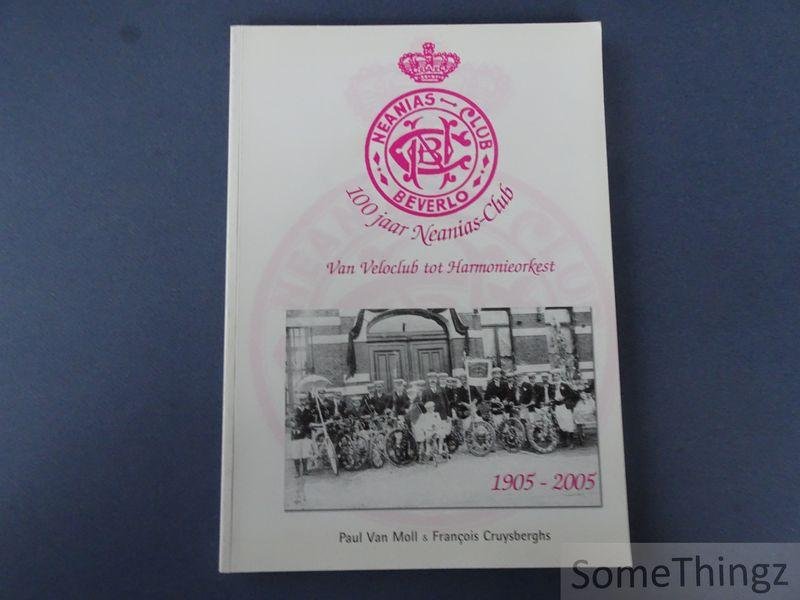 NEANIAS-CLUB
BEVERLO
100 jaar Neanias-Club
Van Veloclub tot Harmonieorkest
1905 - 2005
Paul Van Moll & François Cruysberghs
SomeThingz